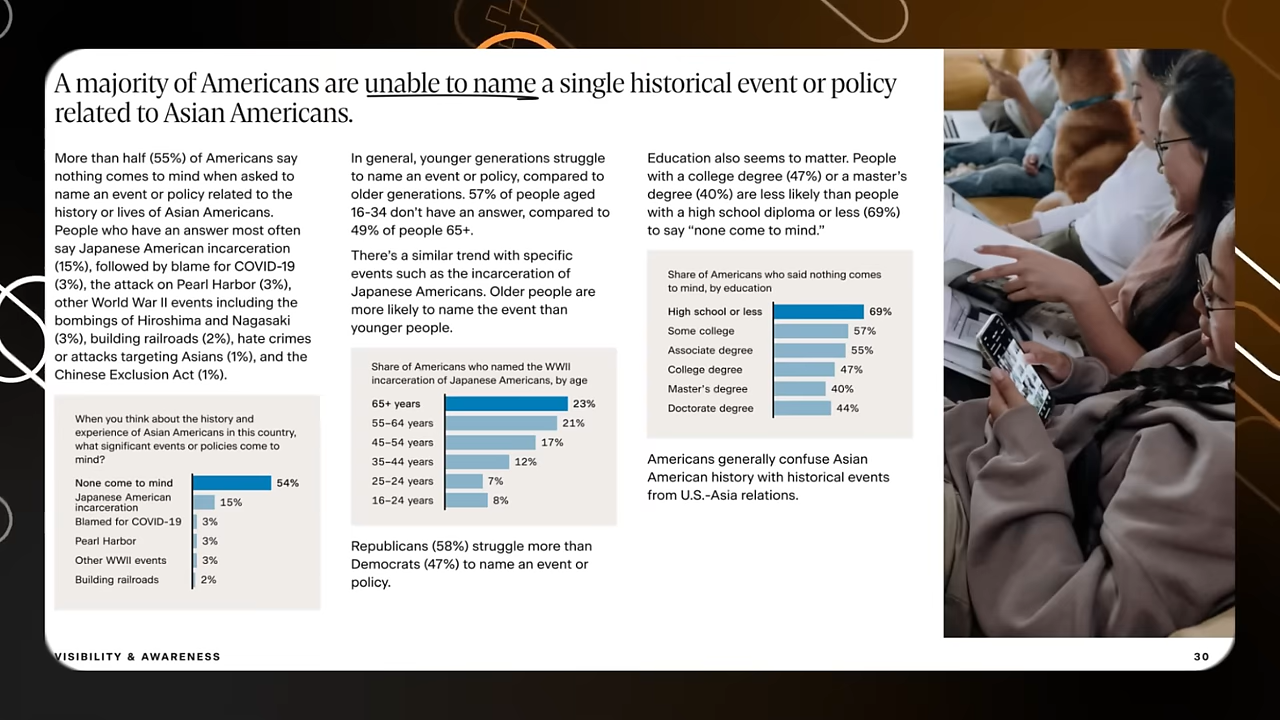 A majority of Americans are unable to name a single historical event or policy
related to Asian Americans.
More than half (55%) of Americans say
nothing comes to mind when asked to
name an event or policy related to the
history or lives of Asian Americans.
People who have an answer most often
say Japanese American incarceration
(15%), followed by blame for COVID-19
(3%), the attack on Pearl Harbor (3%),
other World War II events including the
bombings of Hiroshima and Nagasaki
(3%), building railroads (2%), hate crimes
or attacks targeting Asians (1%), and the
Chinese Exclusion Act (1%).
When you think about the history and
experience of Asian Americans in this country,
what significant events or policies come to
mind?
None come to mind 54%
Japanese American
incarceration 15%
Blamed for COVID-19 3%
Pearl Harbor 3%
Other WWII events 3%
Building railroads 2%
In general, younger generations struggle
to name an event or policy, compared to
older generations. 57% of people aged
16-34 don't have an answer, compared to
49% of people 65+.
There's a similar trend with specific
events such as the incarceration of
Japanese Americans. Older people are
more likely to name the event than
younger people.
Share of Americans who named the WWII
incarceration of Japanese Americans, by age
65+ years 23%
55–64 years 21%
45–54 years 17%
35–44 years 12%
25–24 years 7%
16–24 years 8%
Republicans (58%) struggle more than
Democrats (47%) to name an event or
policy.
Education also seems to matter. People
with a college degree (47%) or a master's
degree (40%) are less likely than people
with a high school diploma or less (69%)
to say “none come to mind.”
Share of Americans who said nothing comes
to mind, by education
High school or less 69%
Some college 57%
Associate degree 55%
College degree 47%
Master's degree 40%
Doctorate degree 44%
Americans generally confuse Asian
American history with historical events
from U.S.-Asia relations.
VISIBILITY & AWARENESS
30